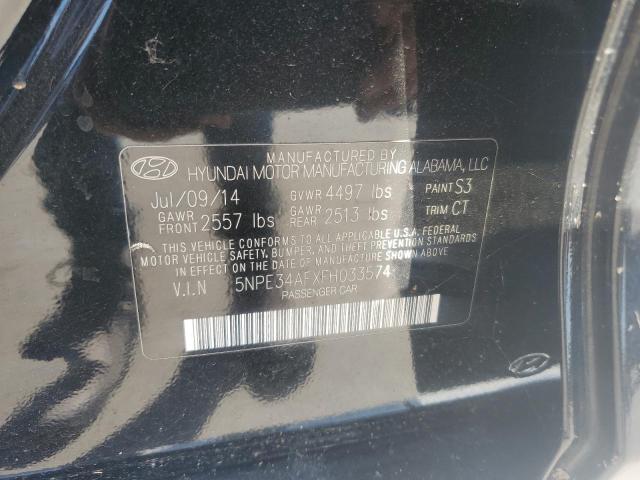 MANUFACTURED BY
HYUNDAI MOTOR MANUFACTURING ALABAMA, LLC
Jul/09/14 GVWR 4497 lbs PAINT S3
GAWR FRONT 2557 lbs GAWR REAR 2513 lbs TRIM CT
THIS VEHICLE CONFORMS TO ALL APPLICABLE U.S.A. FEDERAL
MOTOR VEHICLE SAFETY, BUMPER, AND THEFT PREVENTION STANDARDS
IN EFFECT ON THE DATE OF MANUFACTURE SHOWN ABOVE
V.I.N 5NPE34AFXFH033574
PASSENGER CAR